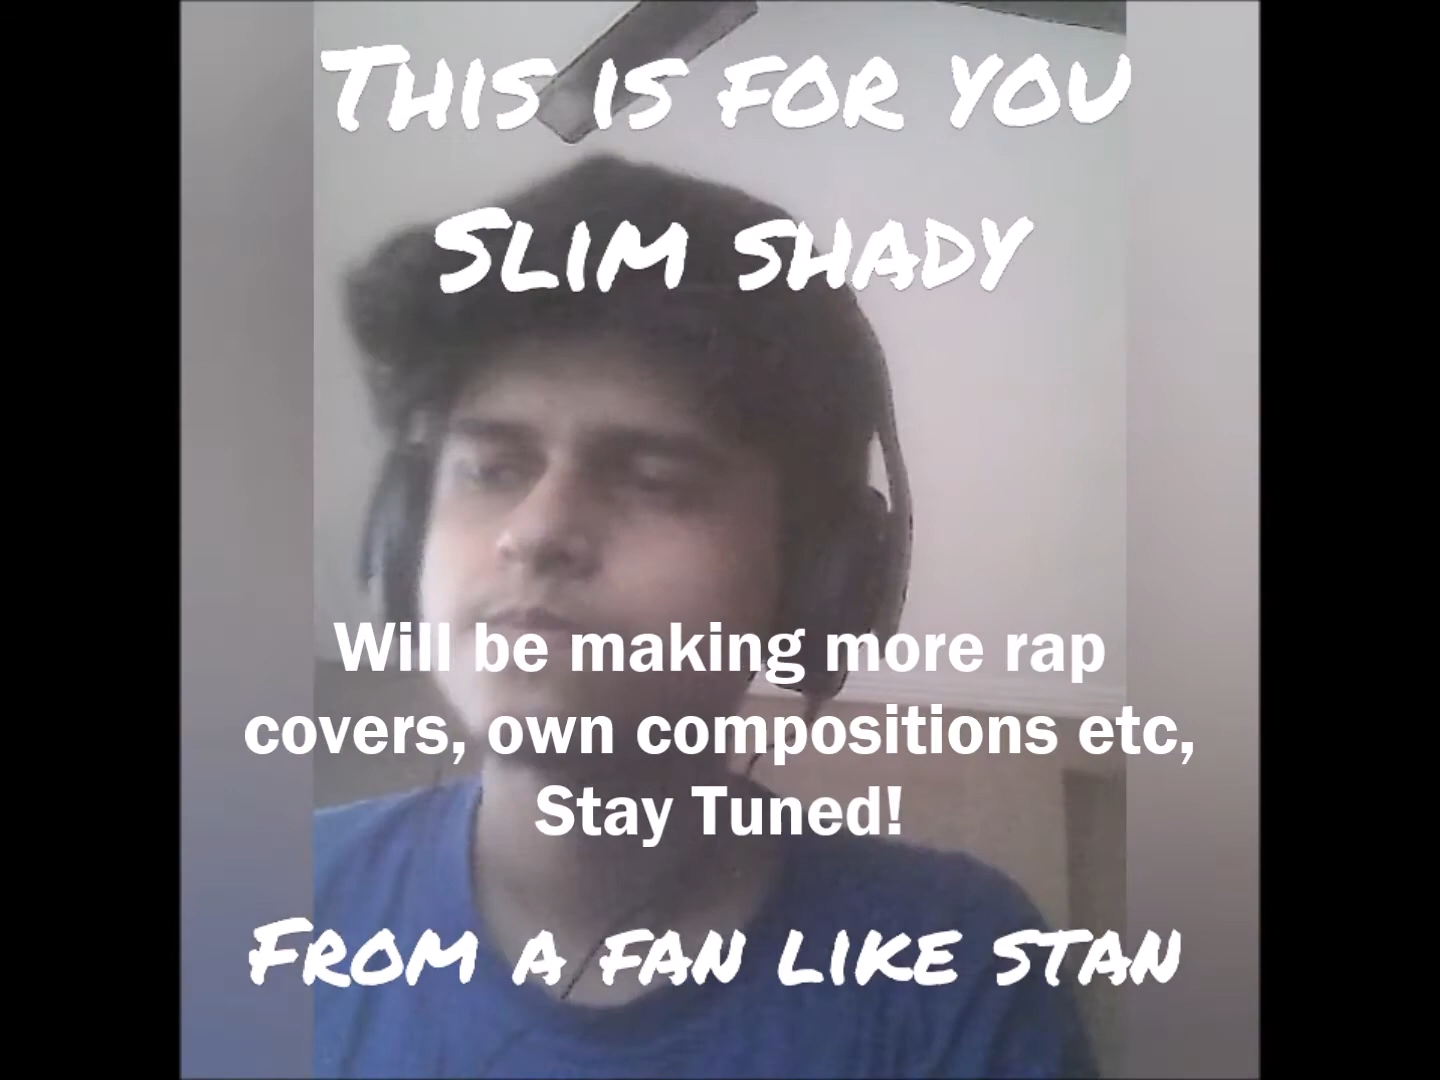 This is for you
Slim shady
Will be making more rap
covers, own compositions etc,
Stay Tuned!
From a fan like stan